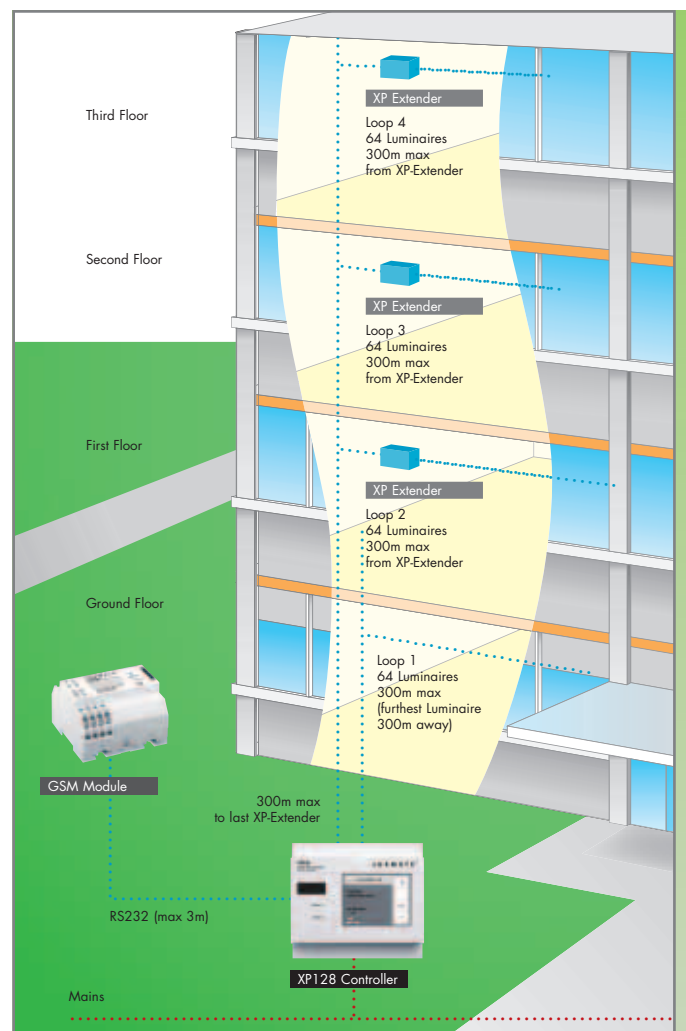 XP Extender
Third Floor
Loop 4
64 Luminaires
300m max
from XP-Extender
Second Floor
XP Extender
Loop 3
64 Luminaires
300m max
from XP-Extender
First Floor
XP Extender
Loop 2
64 Luminaires
300m max
from XP-Extender
Ground Floor
Loop 1
64 Luminaires
300m max
(furthest Luminaire
300m away)
GSM Module
300m max
to last XP-Extender
RS232 (max 3m)
XP128 Controller
Mains